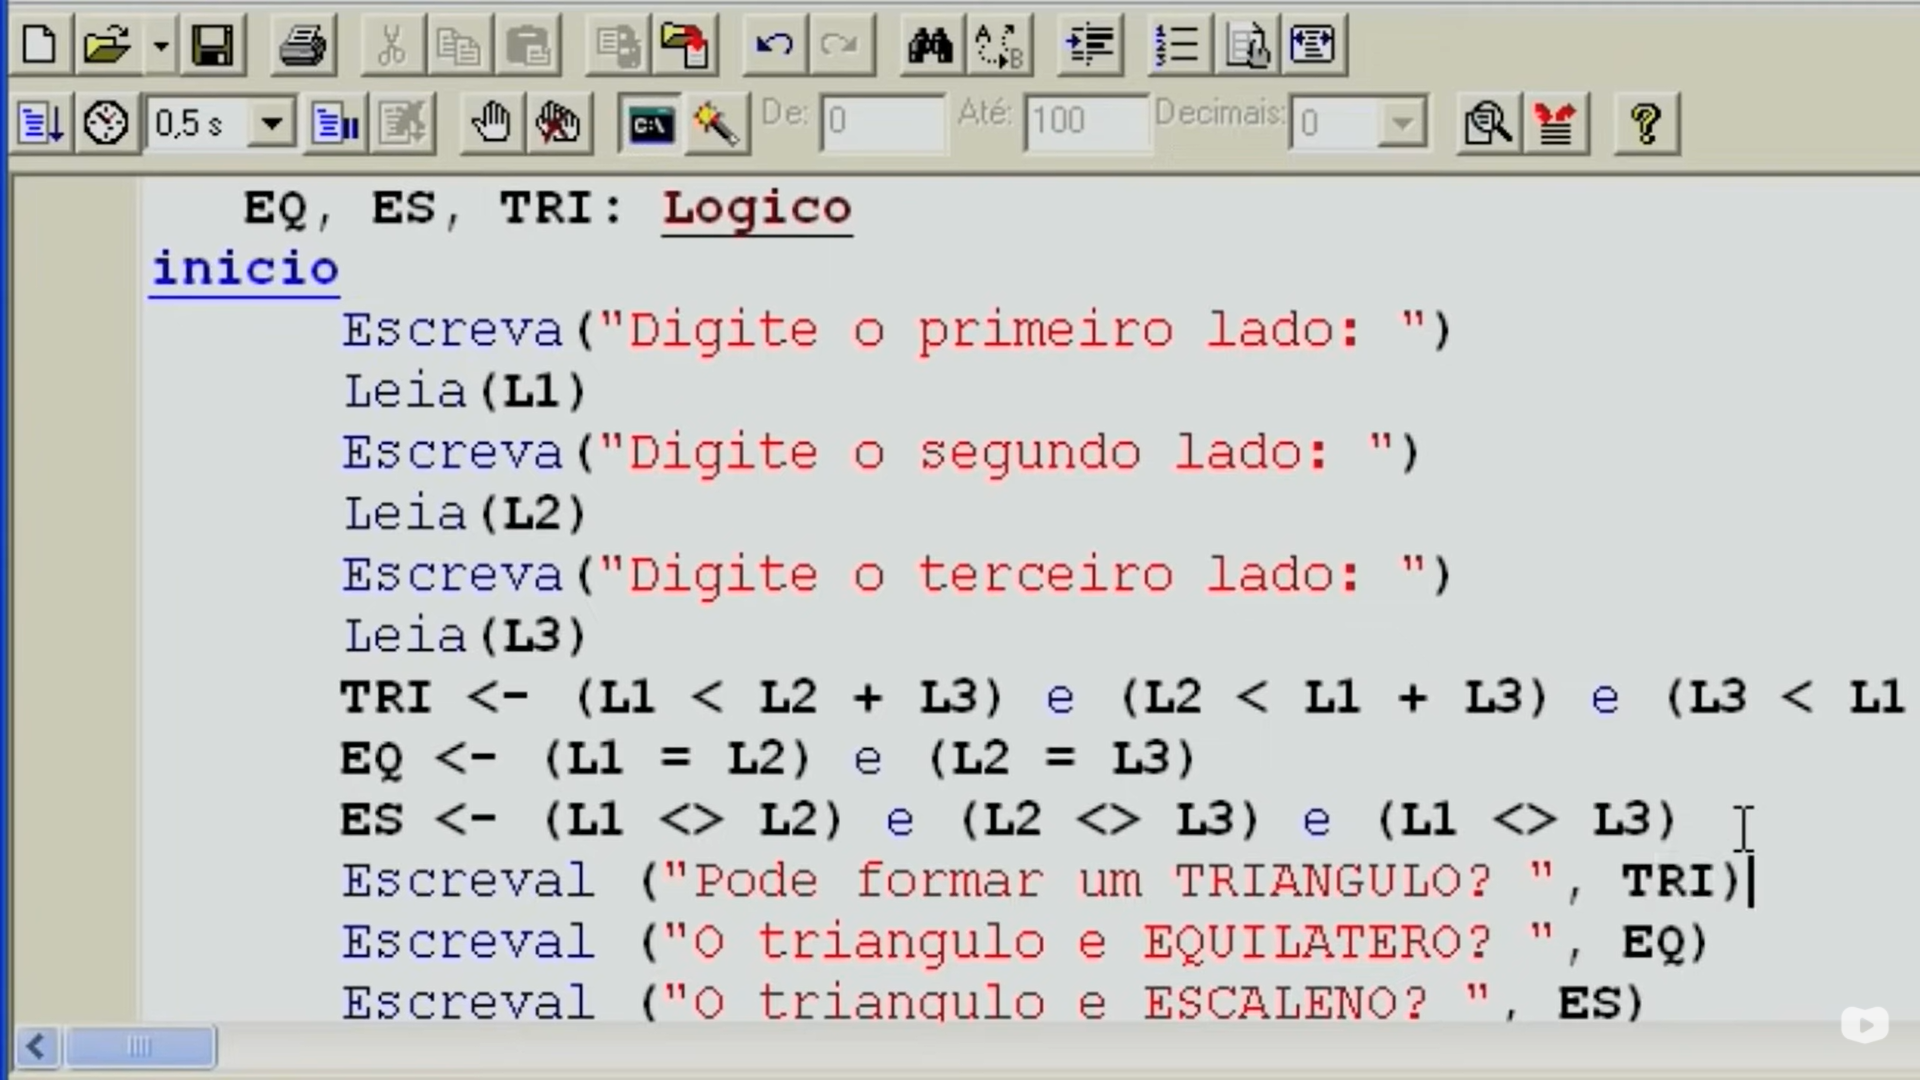 0,5 s De: 0 Até: 100 Decimais: 0
EQ, ES, TRI: Logico
inicio
Escreva("Digite o primeiro lado: ")
Leia(L1)
Escreva("Digite o segundo lado: ")
Leia(L2)
Escreva("Digite o terceiro lado: ")
Leia(L3)
TRI <- (L1 < L2 + L3) e (L2 < L1 + L3) e (L3 < L1
EQ <- (L1 = L2) e (L2 = L3)
ES <- (L1 <> L2) e (L2 <> L3) e (L1 <> L3)
Escreval ("Pode formar um TRIANGULO? ", TRI)
Escreval ("O triangulo e EQUILATERO? ", EQ)
Escreval ("O triangulo e ESCALENO? ", ES)